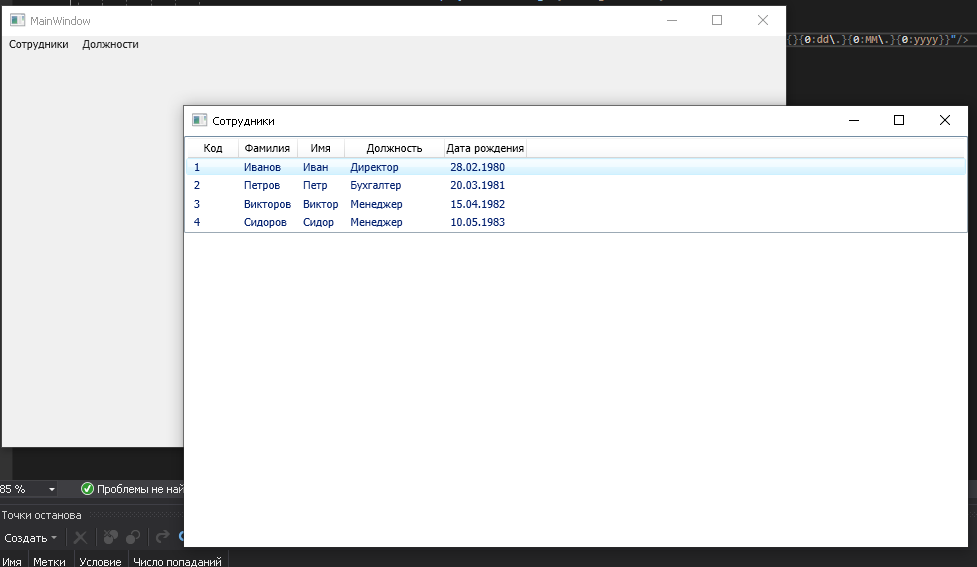 MainWindow
Сотрудники Должности
{}{0:dd\.}{0:MM\.}{0:yyyy}}"/>
Сотрудники
Код Фамилия Имя Должность Дата рождения
1 Иванов Иван Директор 28.02.1980
2 Петров Петр Бухгалтер 20.03.1981
3 Викторов Виктор Менеджер 15.04.1982
4 Сидоров Сидор Менеджер 10.05.1983
85 % Проблемы не най
Точки останова
Создать
Имя Метки Условие Число попаданий